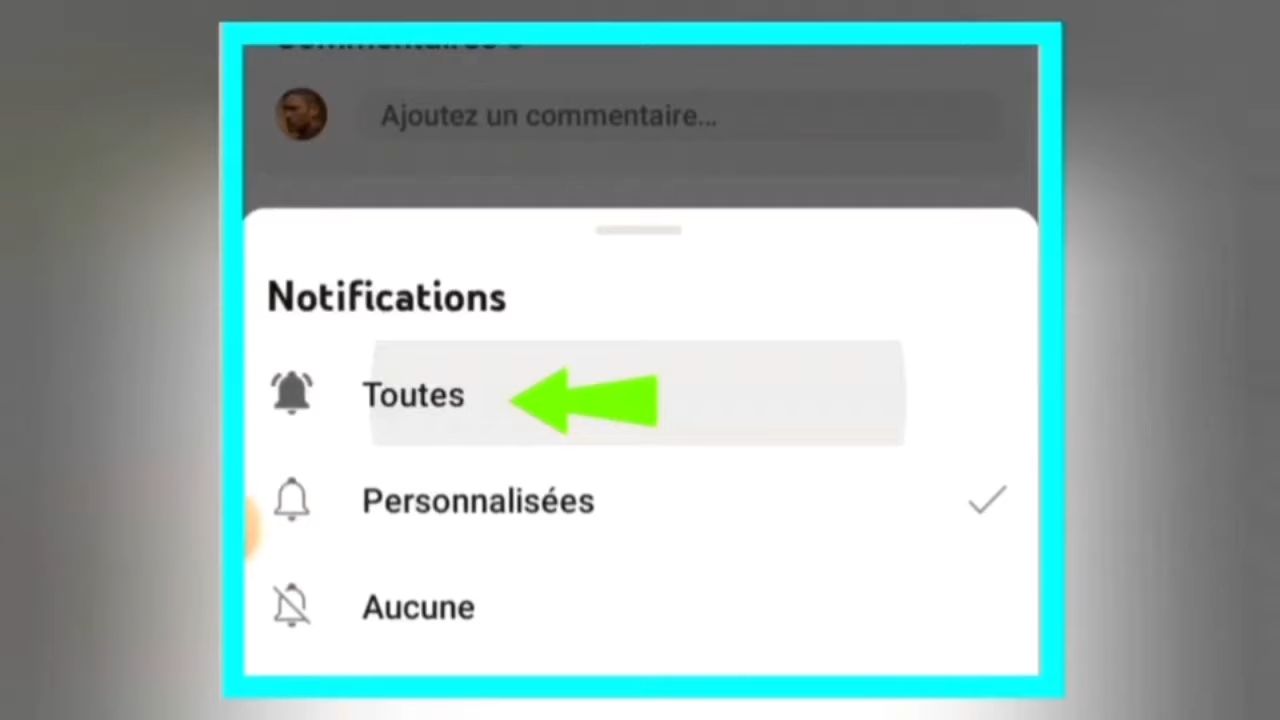 Ajoutez un commentaire...
Notifications
Toutes
Personnalisées
Aucune